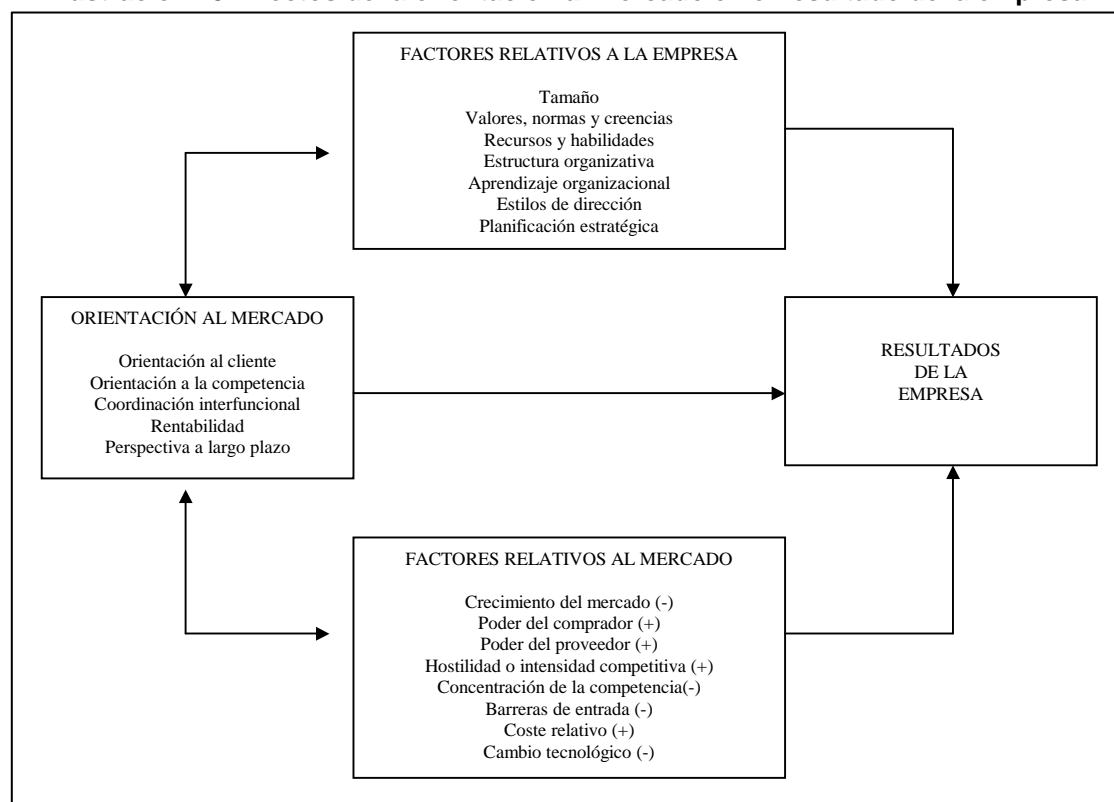 FACTORES RELATIVOS A LA EMPRESA
Tamaño
Valores, normas y creencias
Recursos y habilidades
Estructura organizativa
Aprendizaje organizacional
Estilos de dirección
Planificación estratégica
ORIENTACIÓN AL MERCADO
Orientación al cliente
Orientación a la competencia
Coordinación interfuncional
Rentabilidad
Perspectiva a largo plazo
RESULTADOS
DE LA
EMPRESA
FACTORES RELATIVOS AL MERCADO
Crecimiento del mercado (-)
Poder del comprador (+)
Poder del proveedor (+)
Hostilidad o intensidad competitiva (+)
Concentración de la competencia(-)
Barreras de entrada (-)
Coste relativo (+)
Cambio tecnológico (-)